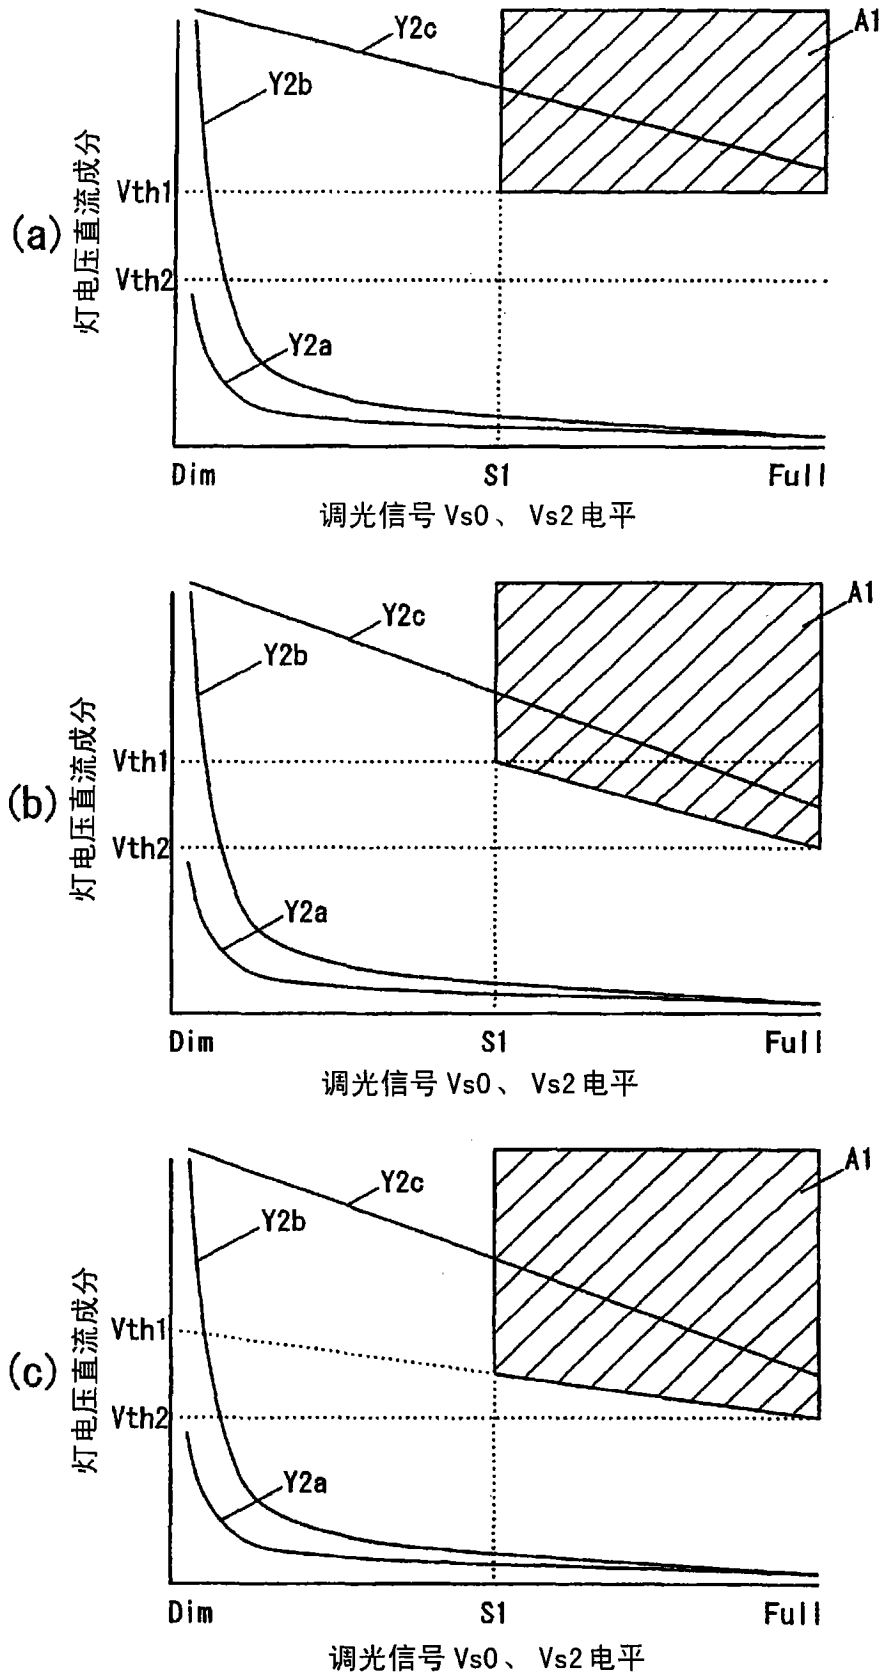 (a)
灯电压直流成分
Y2c
A1
Y2b
Vth1
Vth2
Y2a
Dim
S1
Full
调光信号 Vs0、 Vs2 电平
(b)
灯电压直流成分
Y2c
A1
Y2b
Vth1
Vth2
Y2a
Dim
S1
Full
调光信号 Vs0、 Vs2 电平
(c)
灯电压直流成分
Y2c
A1
Y2b
Vth1
Vth2
Y2a
Dim
S1
Full
调光信号 Vs0、 Vs2 电平